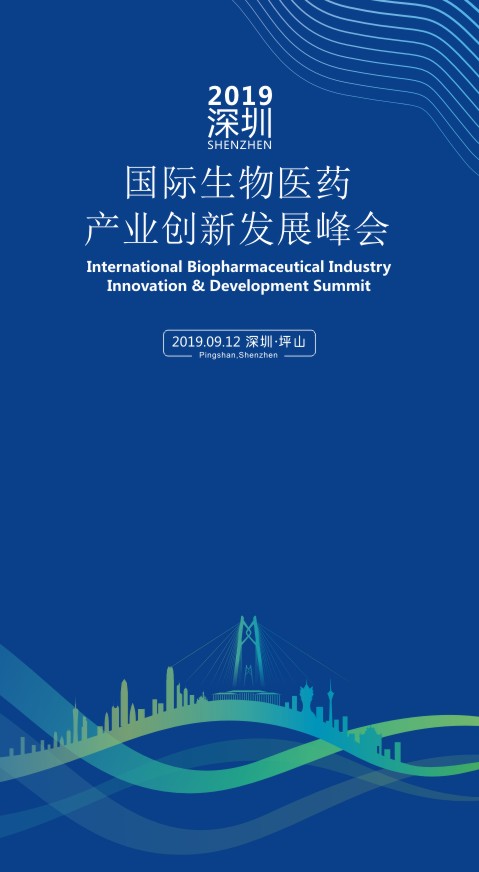 2019
深圳
SHENZHEN
国际生物医药
产业创新发展峰会
International Biopharmaceutical Industry
Innovation & Development Summit
2019.09.12 深圳·坪山
Pingshan,Shenzhen